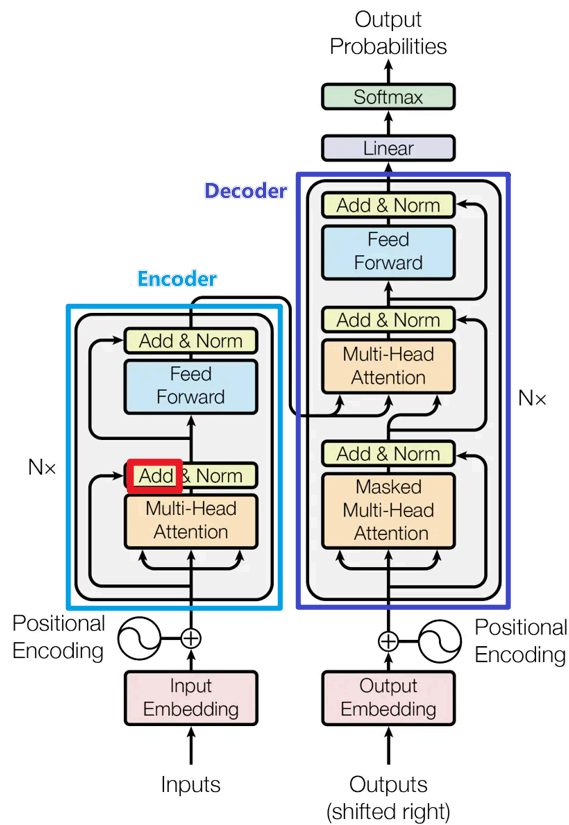 Output
Probabilities
Softmax
Linear
Decoder
Add & Norm
Feed
Forward
Add & Norm
Multi-Head
Attention
N×
Add & Norm
Masked
Multi-Head
Attention
Encoder
Add & Norm
Feed
Forward
N×
Add & Norm
Multi-Head
Attention
Positional
Encoding
Positional
Encoding
Input
Embedding
Output
Embedding
Inputs
Outputs
(shifted right)